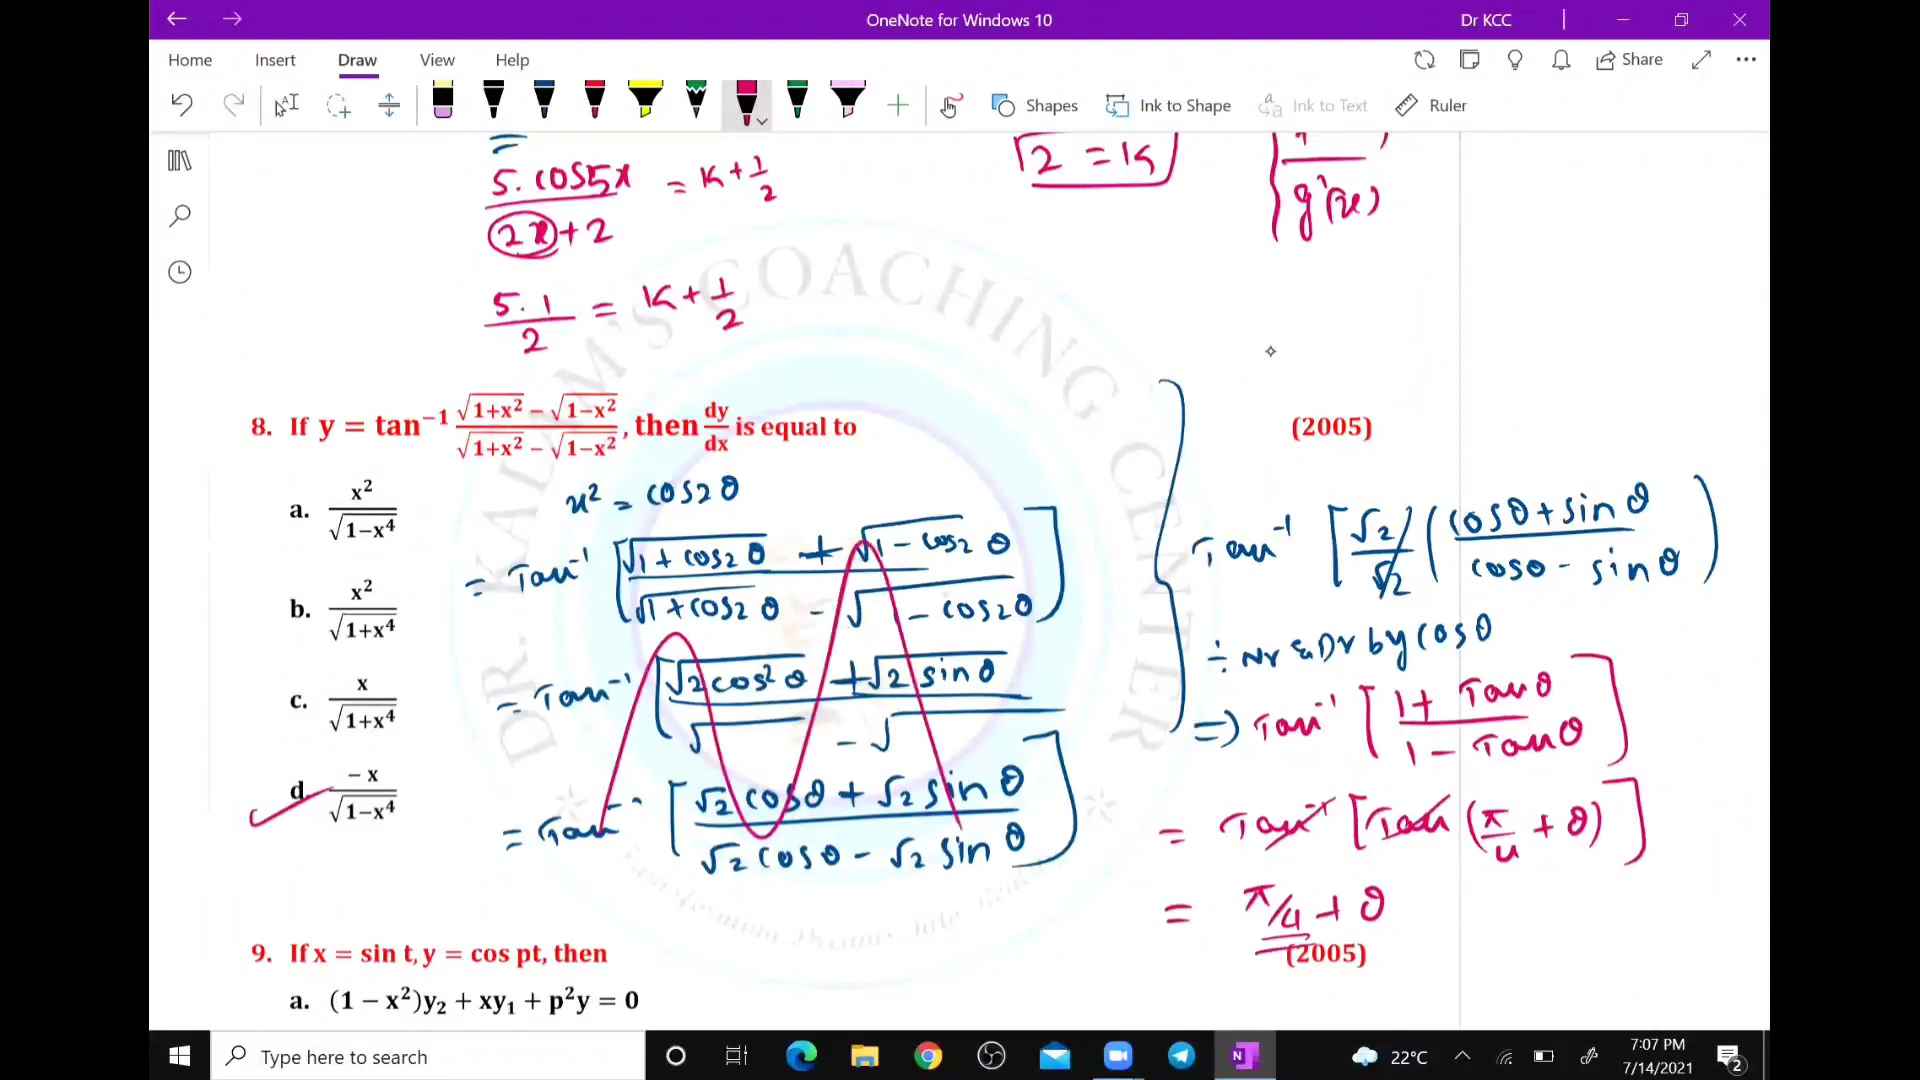 OneNote for Windows 10
Dr KCC
Home Insert Draw View Help
Share
Shapes Ink to Shape Ink to Text Ruler
5. cos5x = k + 1/2
2x + 2
2 = k
g'(x)
5. 1 / 2 = k + 1/2
8. If y = tan⁻¹ (√(1+x²) − √(1−x²)) / (√(1+x²) − √(1−x²)), then dy/dx is equal to (2005)
a. x² / √(1−x⁴)
b. x² / √(1+x⁴)
c. x / √(1+x⁴)
d. −x / √(1−x⁴)
x² = cos2θ
= Tan⁻¹ [ (√(1 + cos2θ) + √(1 − cos2θ)) / (√(1 + cos2θ) − √( − cos2θ)) ]
= Tan⁻¹ [ (√2cos²θ + √2 sinθ) / (√ − √)
= Tan⁻¹ [ (√2 cosθ + √2 sinθ) / (√2 cosθ − √2 sinθ) ]
Tan⁻¹ [ √2/√2 ( (cosθ + sinθ) / (cosθ − sinθ) )
÷ Nr & Dr by cosθ
=> Tan⁻¹ [ (1 + Tanθ) / (1 − Tanθ) ]
= Tan⁻¹ [Tan (π/4 + θ)]
= π/4 + θ
9. If x = sin t, y = cos pt, then (2005)
a. (1 − x²)y₂ + xy₁ + p²y = 0
DR. KALAM'S COACHING CENTER
Type here to search
22°C
7:07 PM
7/14/2021
2